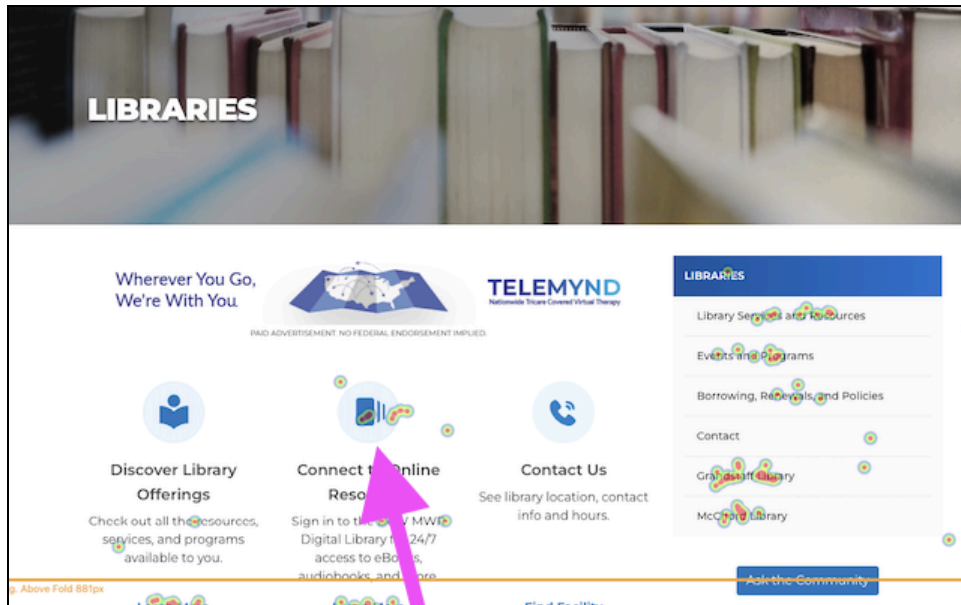 LIBRARIES
Wherever You Go,
We're With You.
TELEMYND
Nationwide Tricare Covered Virtual Therapy
PAID ADVERTISEMENT. NO FEDERAL ENDORSEMENT IMPLIED.
LIBRARIES
Library Services and Resources
Events and Programs
Borrowing, Renewals, and Policies
Contact
Grandstaff Library
McCord Library
Discover Library
Offerings
Check out all the resources,
services, and programs
available to you.
Connect to Online
Sign in to the MWR
Digital Library 24/7
access to eBooks,
audiobooks, and more
Contact Us
See library location, contact
info and hours.
g. Above Fold 881px
Ask the Community
Find Facility